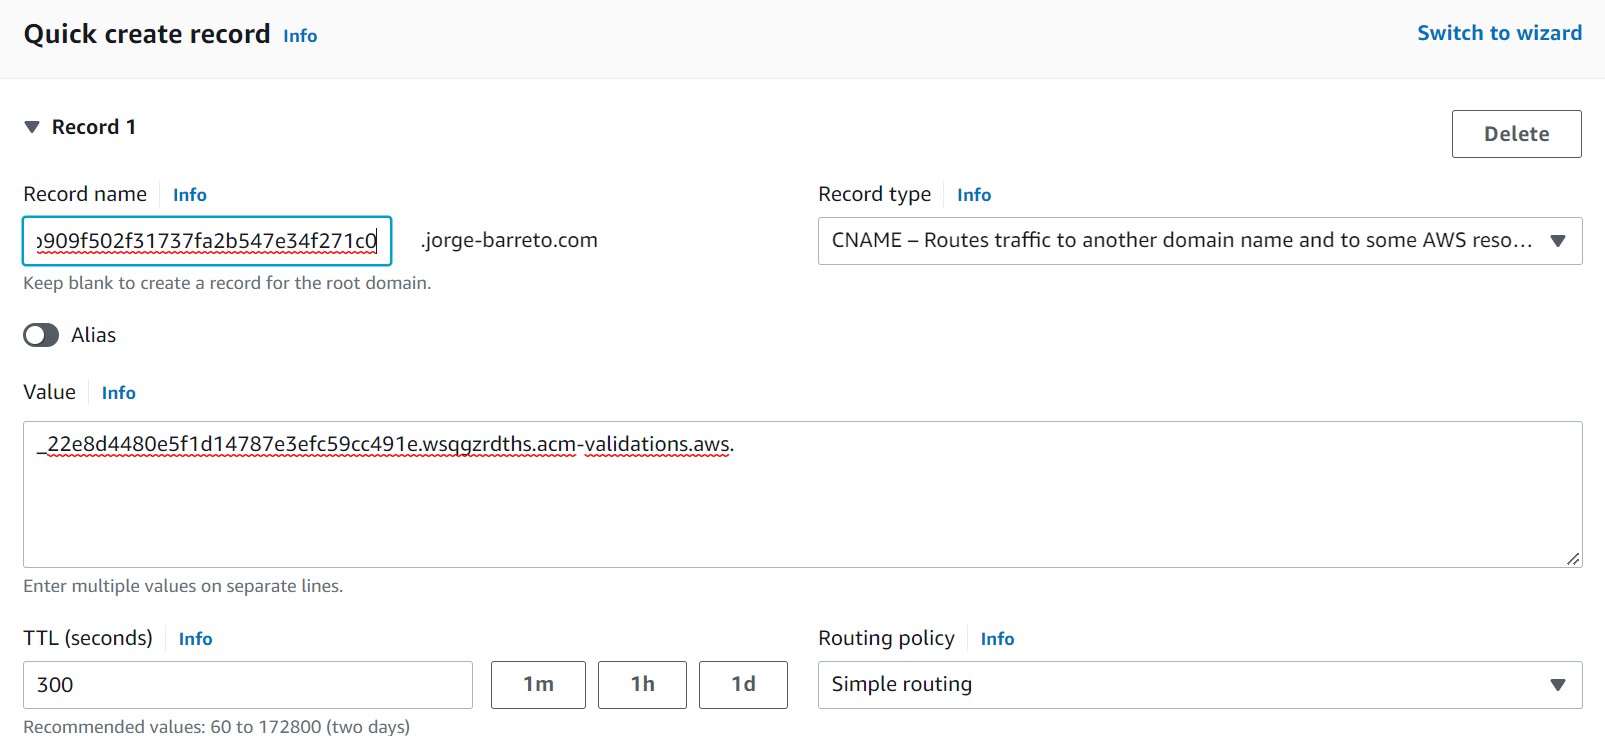 Quick create record Info
Switch to wizard
Record 1
Delete
Record name Info
Record type Info
909f502f31737fa2b547e34f271c0 .jorge-barreto.com
CNAME – Routes traffic to another domain name and to some AWS reso...
Keep blank to create a record for the root domain.
Alias
Value Info
_22e8d4480e5f1d14787e3efc59cc491e.wsqgzrdths.acm-validations.aws.
Enter multiple values on separate lines.
TTL (seconds) Info
Routing policy Info
300
1m
1h
1d
Simple routing
Recommended values: 60 to 172800 (two days)